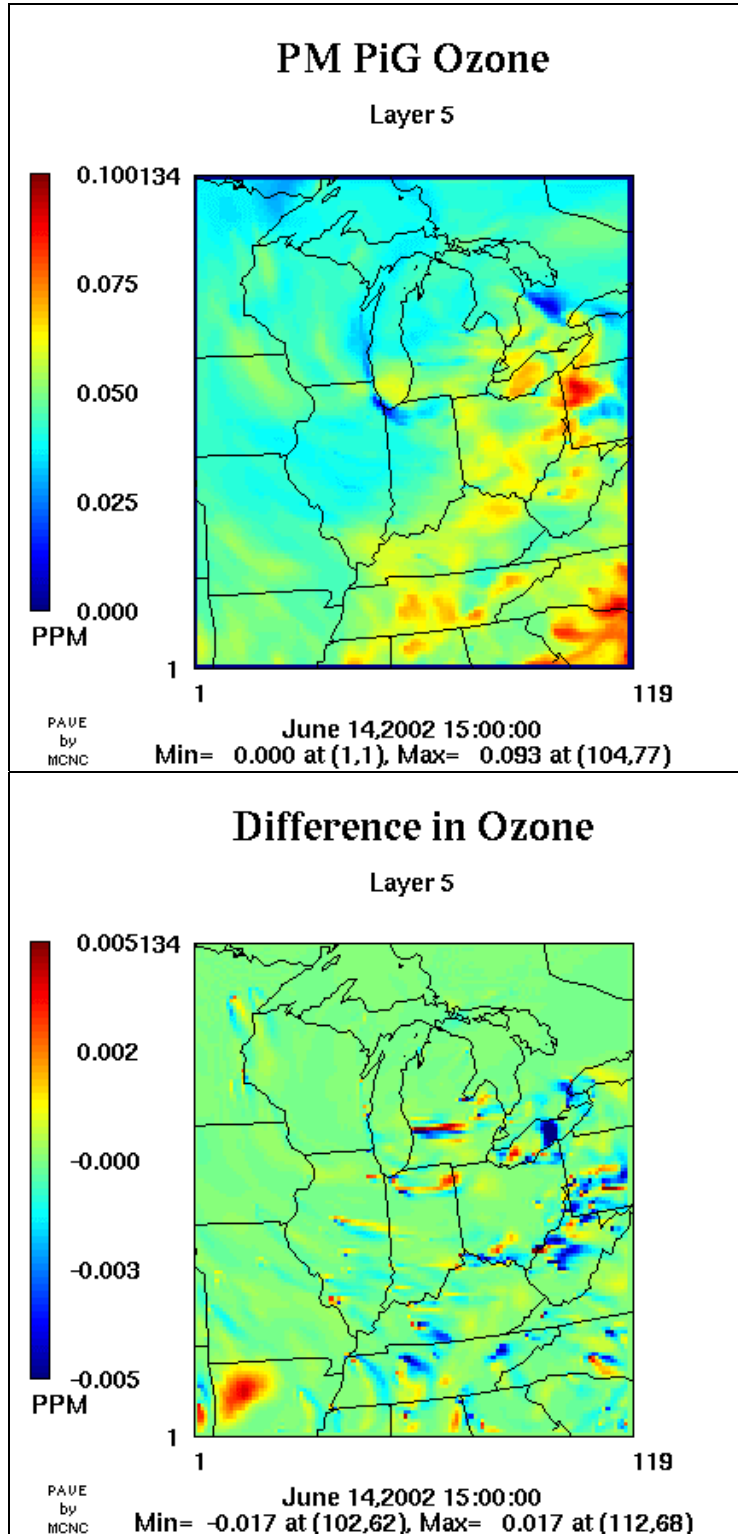 PM PiG Ozone
Layer 5
0.100
134
0.075
0.050
0.025
0.000
PPM
1
1
119
PAVE
by
MCNC
June 14,2002 15:00:00
Min= 0.000 at (1,1), Max= 0.093 at (104,77)
Difference in Ozone
Layer 5
0.005
134
0.002
-0.000
-0.003
-0.005
PPM
1
1
119
PAVE
by
MCNC
June 14,2002 15:00:00
Min= -0.017 at (102,62), Max= 0.017 at (112,68)